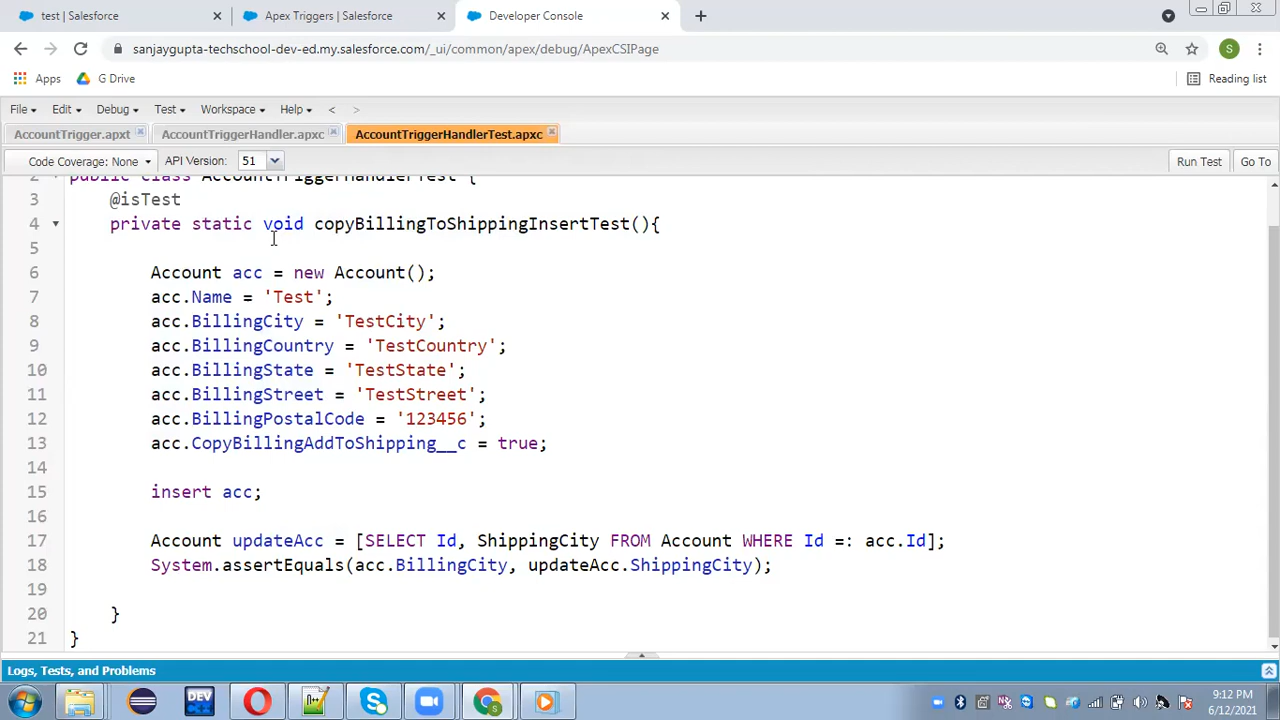 test | Salesforce
Apex Triggers | Salesforce
Developer Console
sanjaygupta-techschool-dev-ed.my.salesforce.com/_ui/common/apex/debug/ApexCSIPage
S
Apps
G Drive
Reading list
File
Edit
Debug
Test
Workspace
Help
<
>
AccountTrigger.apxt
AccountTriggerHandler.apxc
AccountTriggerHandlerTest.apxc
Code Coverage: None
API Version:
51
Run Test
Go To
2 public class AccountTriggerHandlerTest {
3 @isTest
4 private static void copyBillingToShippingInsertTest(){
5
6 Account acc = new Account();
7 acc.Name = 'Test';
8 acc.BillingCity = 'TestCity';
9 acc.BillingCountry = 'TestCountry';
10 acc.BillingState = 'TestState';
11 acc.BillingStreet = 'TestStreet';
12 acc.BillingPostalCode = '123456';
13 acc.CopyBillingAddToShipping__c = true;
14
15 insert acc;
16
17 Account updateAcc = [SELECT Id, ShippingCity FROM Account WHERE Id =: acc.Id];
18 System.assertEquals(acc.BillingCity, updateAcc.ShippingCity);
19
20 }
21 }
Logs, Tests, and Problems
DEV
9:12 PM
6/12/2021